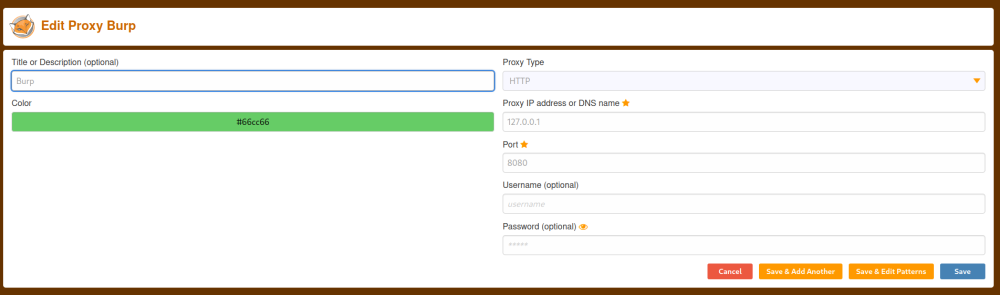 Edit Proxy Burp
Title or Description (optional)
Burp
Color
#66cc66
Proxy Type
HTTP
Proxy IP address or DNS name
127.0.0.1
Port
8080
Username (optional)
username
Password (optional)
*****
Cancel
Save & Add Another
Save & Edit Patterns
Save